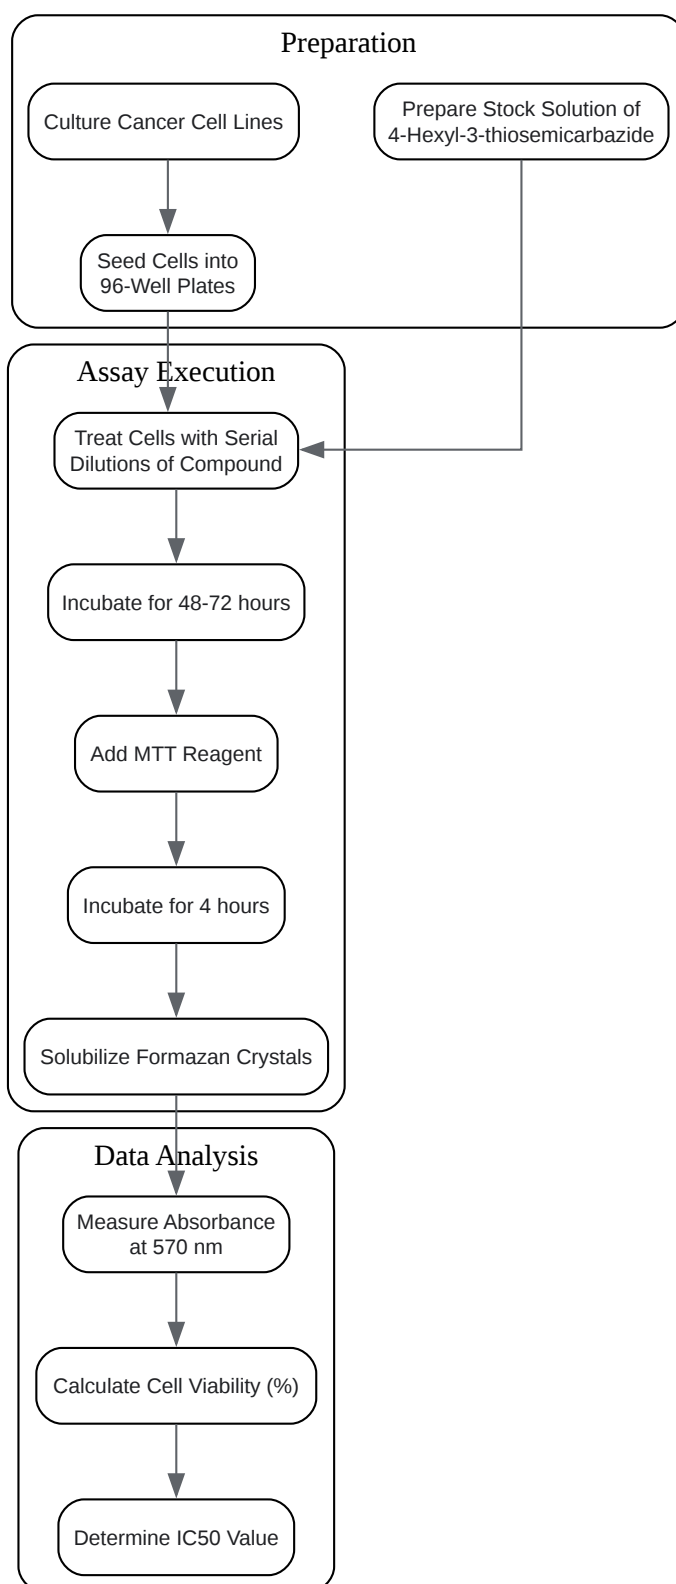 Preparation
Culture Cancer Cell Lines
Prepare Stock Solution of
4-Hexyl-3-thiosemicarbazide
Seed Cells into
96-Well Plates
Assay Execution
Treat Cells with Serial
Dilutions of Compound
Incubate for 48-72 hours
Add MTT Reagent
Incubate for 4 hours
Solubilize Formazan Crystals
Data Analysis
Measure Absorbance
at 570 nm
Calculate Cell Viability (%)
Determine IC50 Value